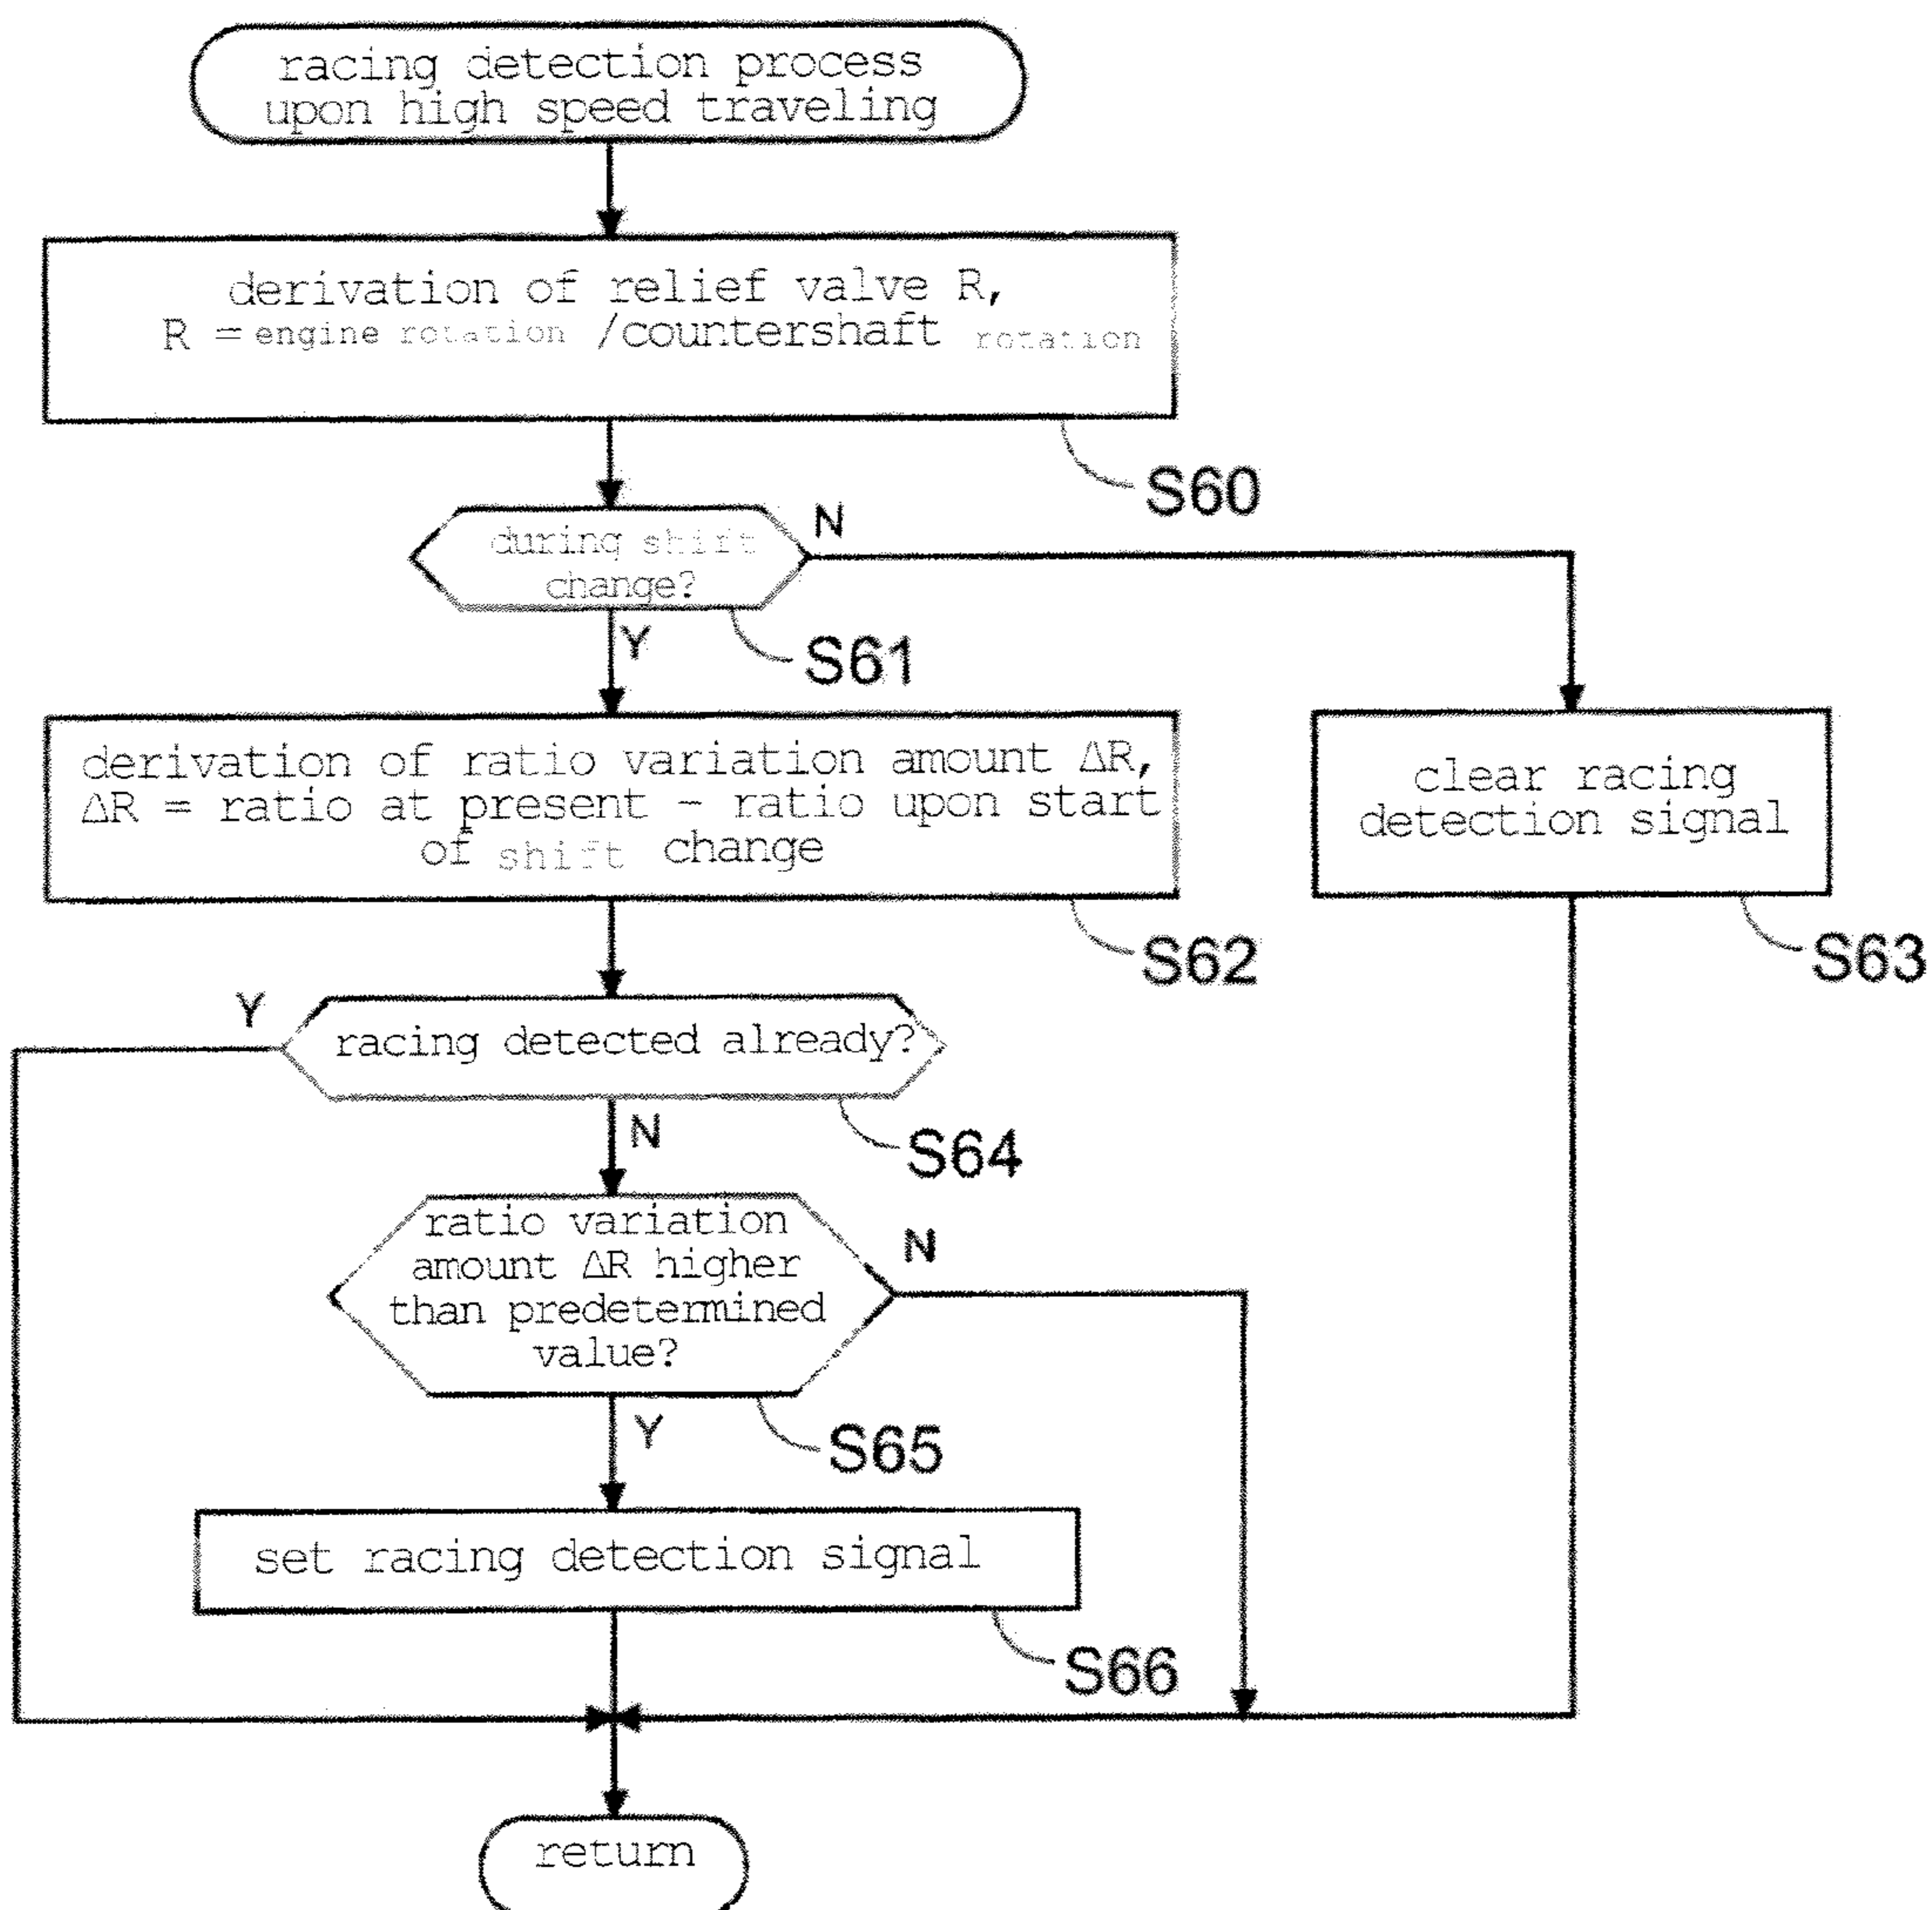 racing detection process
upon high speed traveling
derivation of relief valve R,
R = engine rotation /countershaft rotation
S60
during shift
change?
N
Y
S61
derivation of ratio variation amount ΔR,
ΔR = ratio at present - ratio upon start
of shift change
S62
clear racing
detection signal
S63
Y
racing detected already?
N
S64
ratio variation
amount ΔR higher
than predetermined
value?
N
Y
S65
set racing detection signal
S66
return